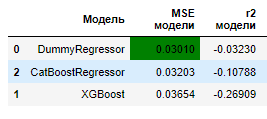 Модель MSE модели r2 модели
0 DummyRegressor 0.03010 -0.03230
2 CatBoostRegressor 0.03203 -0.10788
1 XGBoost 0.03654 -0.26909